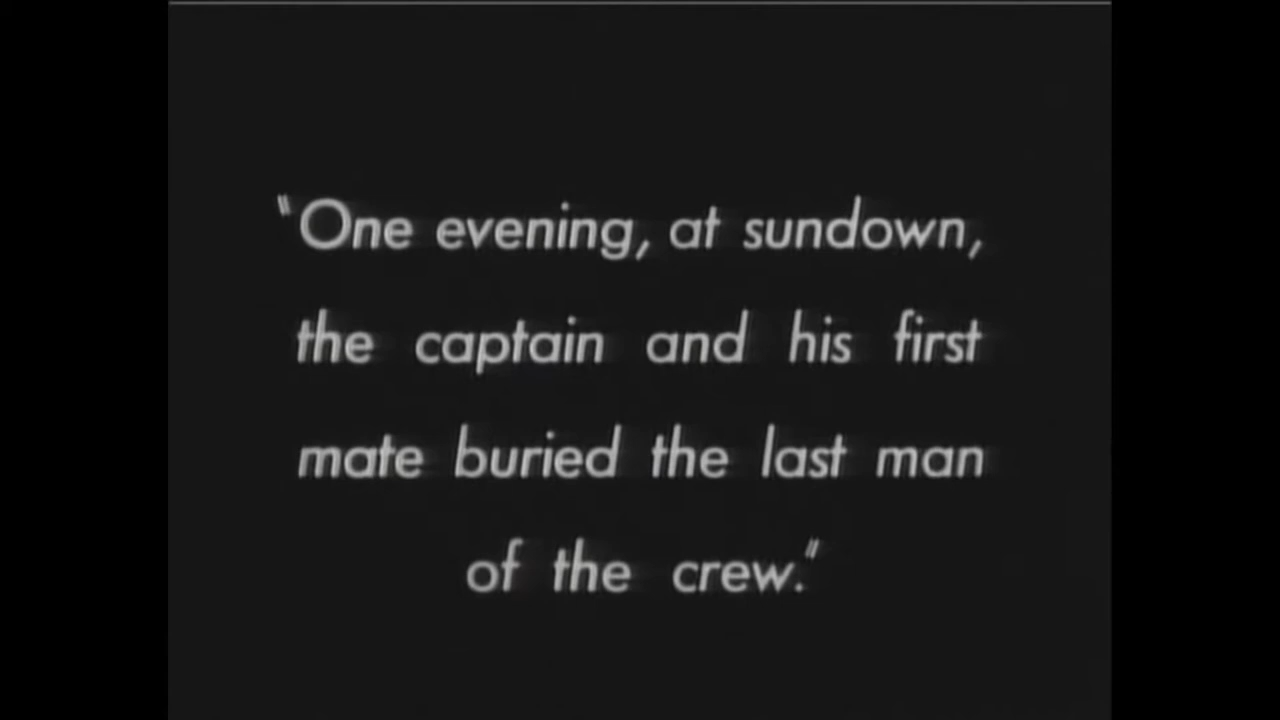 "One evening, at sundown,
the captain and his first
mate buried the last man
of the crew."